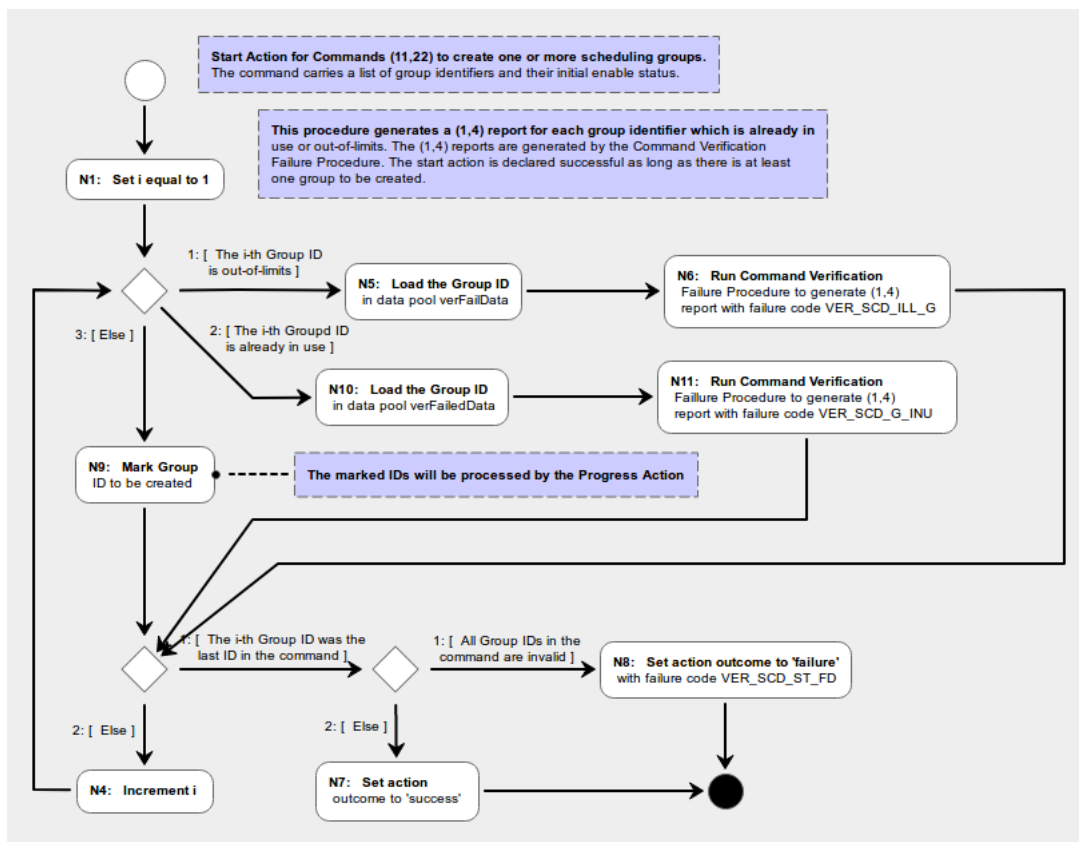 Start Action for Commands (11,22) to create one or more scheduling groups.
The command carries a list of group identifiers and their initial enable status.
This procedure generates a (1,4) report for each group identifier which is already in
use or out-of-limits. The (1,4) reports are generated by the Command Verification
Failure Procedure. The start action is declared successful as long as there is at least
one group to be created.
N1: Set i equal to 1
1: [ The i-th Group ID
is out-of-limits ]
N5: Load the Group ID
in data pool verFailData
N6: Run Command Verification
Failure Procedure to generate (1,4)
report with failure code VER_SCD_ILL_G
3: [ Else ]
2: [ The i-th Groupd ID
is already in use ]
N10: Load the Group ID
in data pool verFailedData
N11: Run Command Verification
Faillure Procedure to generate (1,4)
report with failure code VER_SCD_G_INU
N9: Mark Group
ID to be created
The marked IDs will be processed by the Progress Action
1: [ The i-th Group ID was the
last ID in the command ]
1: [ All Group IDs in the
command are invalid ]
N8: Set action outcome to 'failure'
with failure code VER_SCD_ST_FD
2: [ Else ]
2: [ Else ]
N4: Increment i
N7: Set action
outcome to 'success'